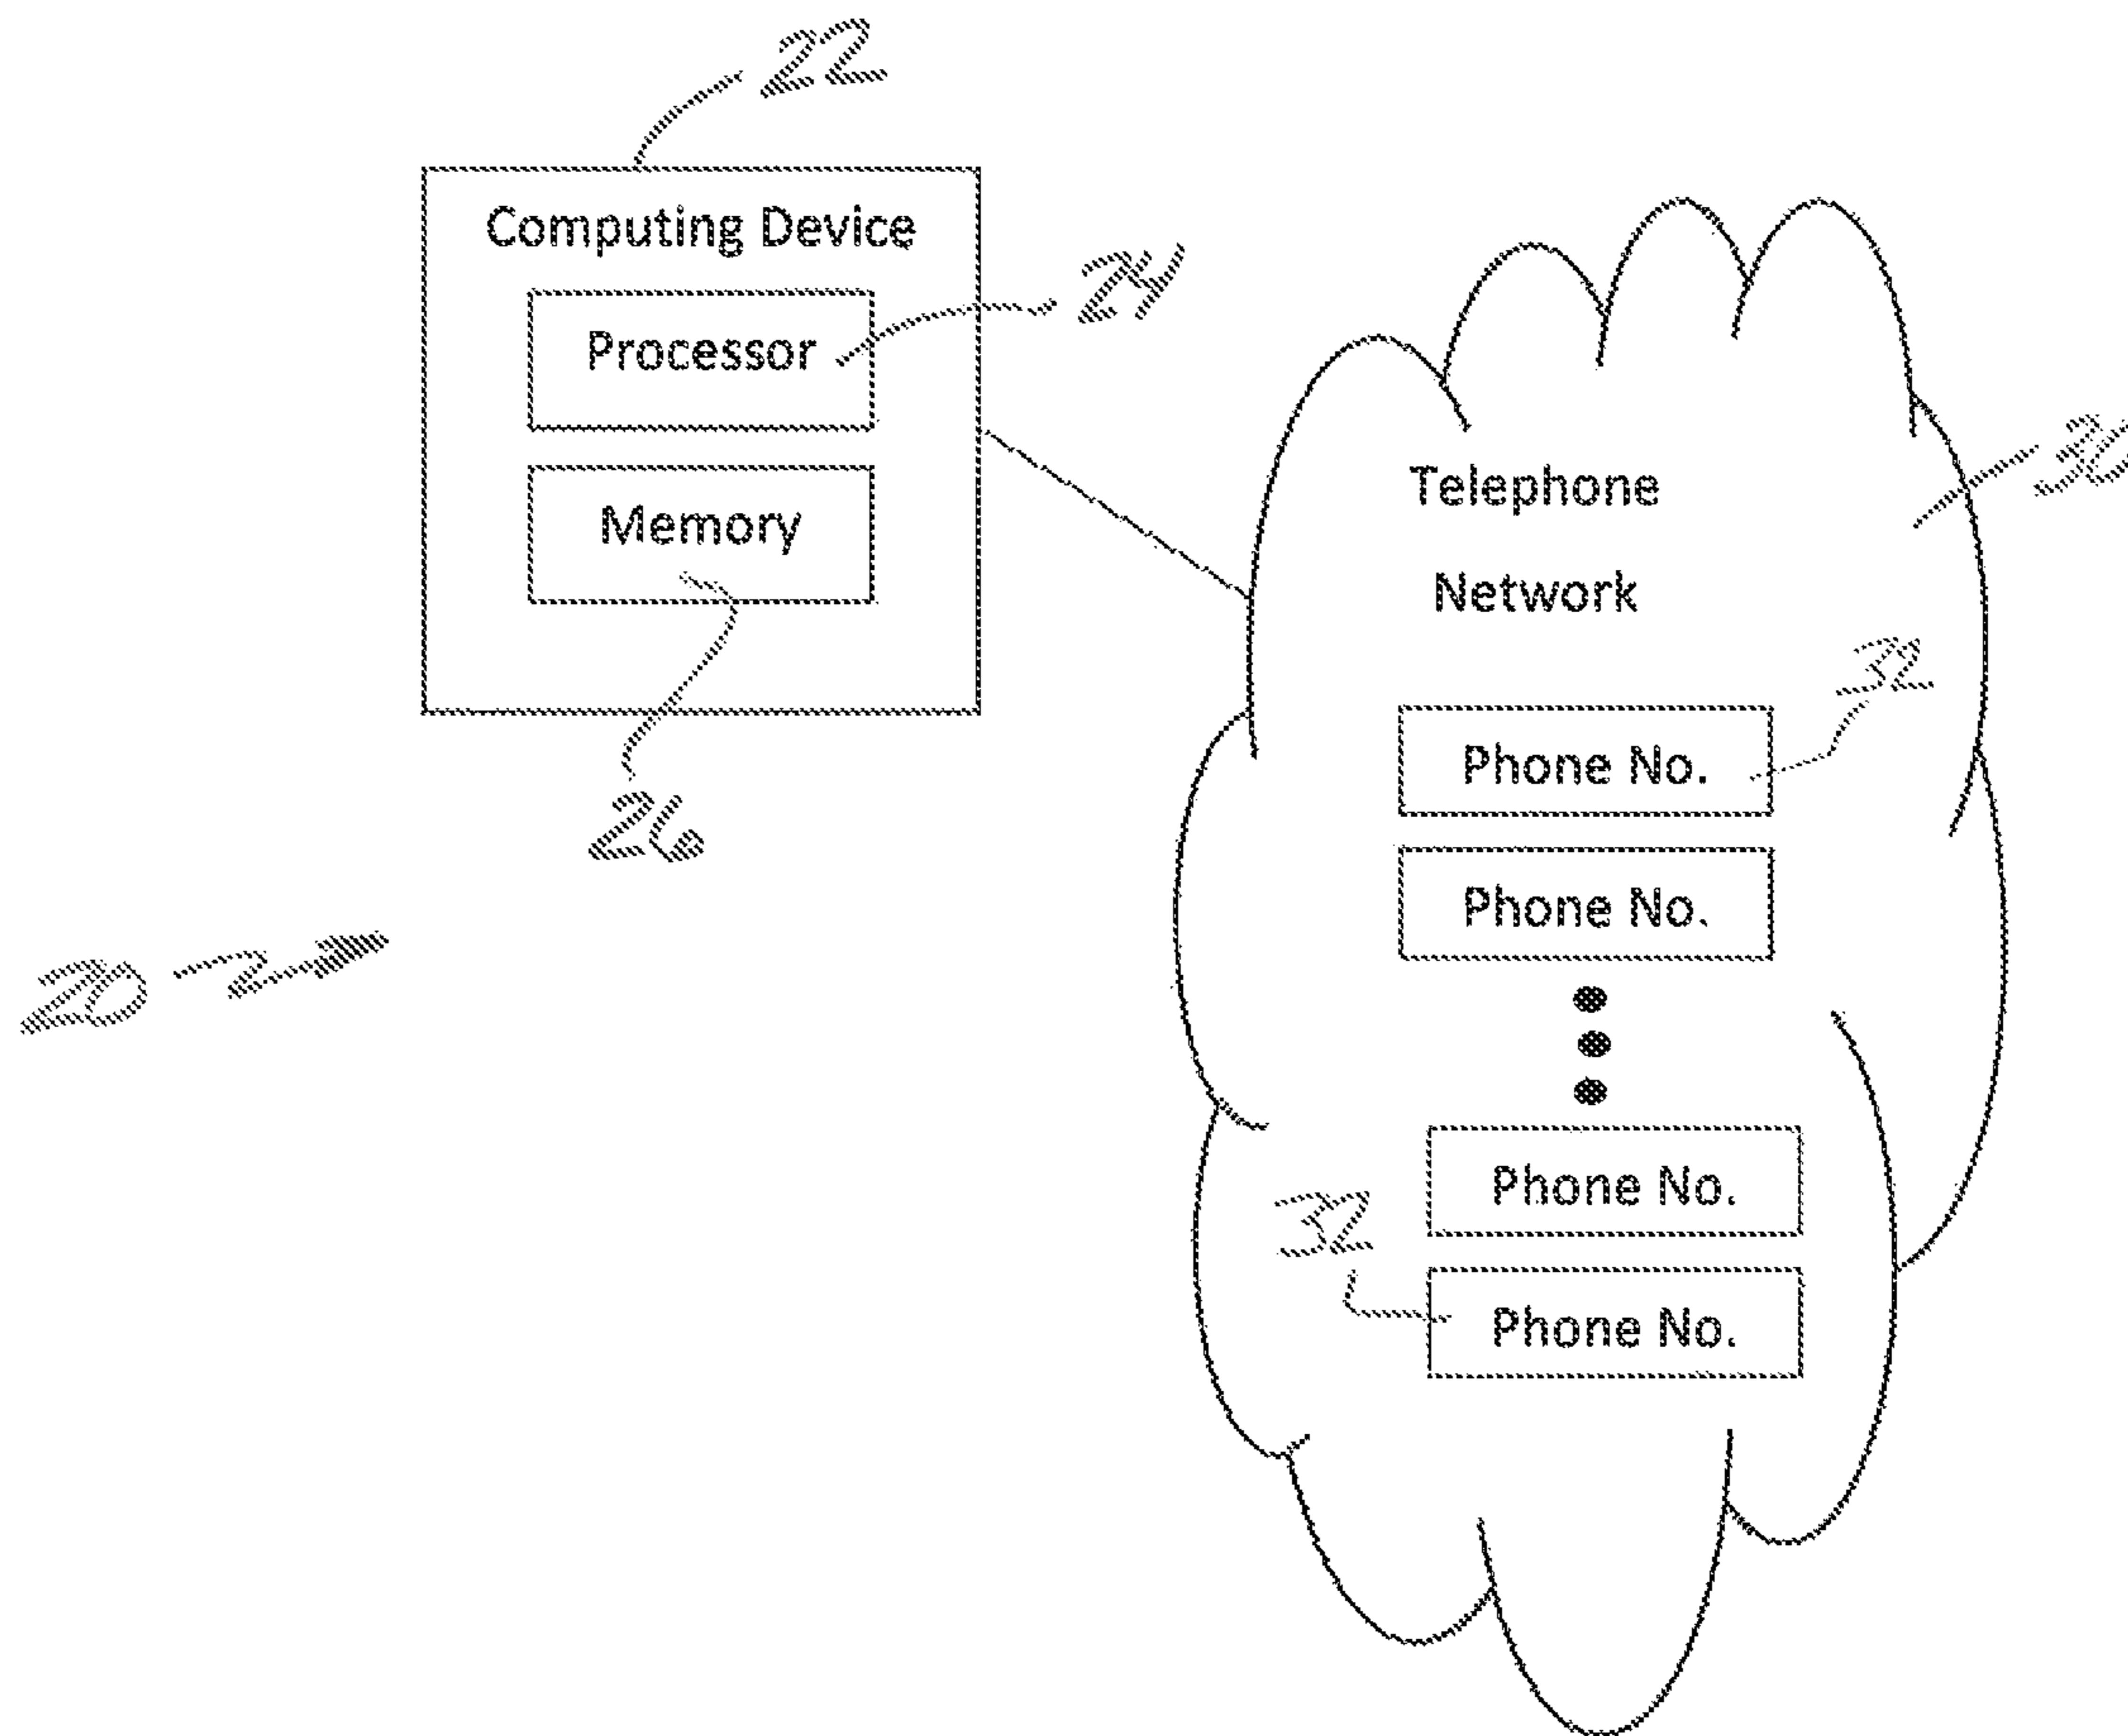 22
Computing Device
Processor
24
Memory
26
20
Telephone
Network
30
Phone No.
32
Phone No.
Phone No.
32
Phone No.